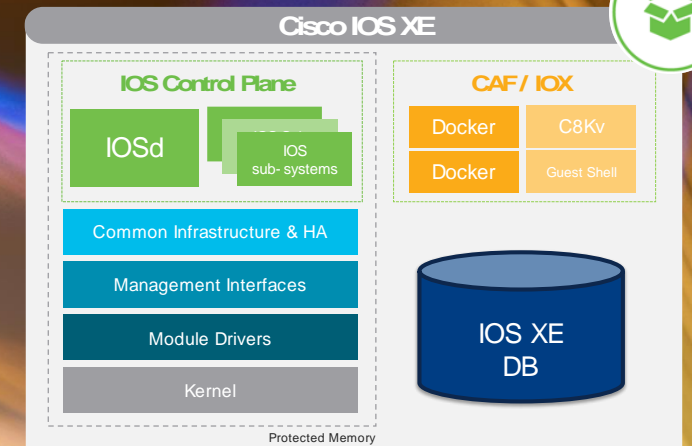 Cisco IOS XE
IOS Control Plane
IOSd
IOS
sub- systems
Common Infrastructure & HA
Management Interfaces
Module Drivers
Kernel
Protected Memory
CAF / IOX
Docker
C8Kv
Docker
Guest Shell
IOS XE
DB